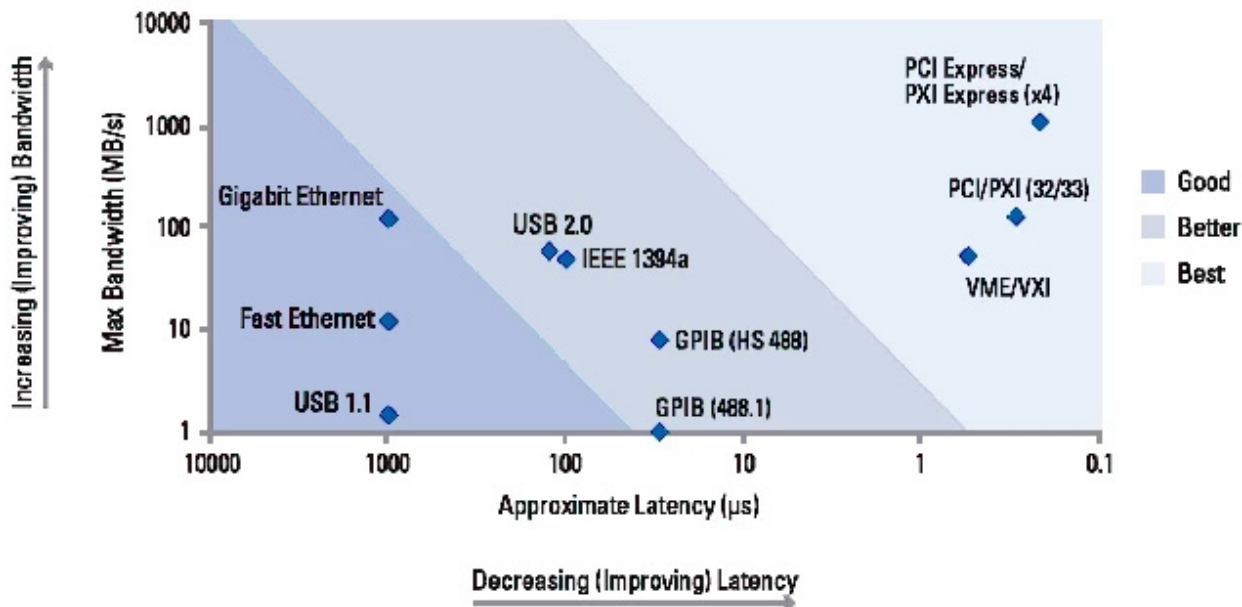 Increasing (Improving) Bandwidth
Max Bandwidth (MB/s)
10000
1000
100
10
1
PCI Express/
PXI Express (x4)
PCI/PXI (32/33)
VME/VXI
Gigabit Ethernet
USB 2.0
IEEE 1394a
Fast Ethernet
GPIB (HS 488)
USB 1.1
GPIB (488.1)
Good
Better
Best
10000
1000
100
10
1
0.1
Approximate Latency (µs)
Decreasing (Improving) Latency